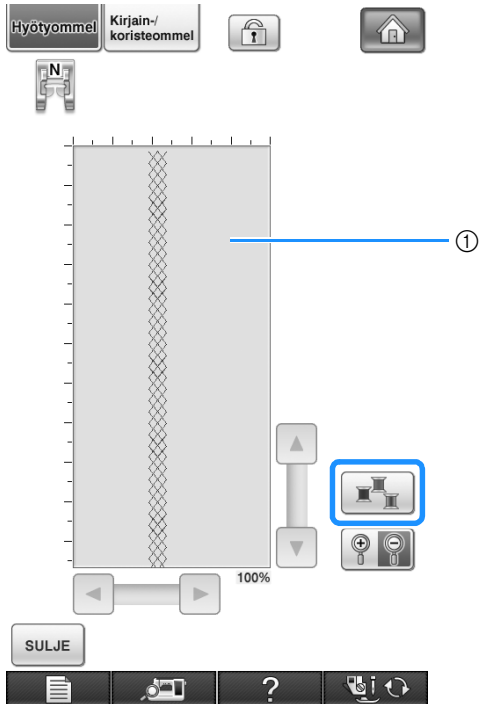 Hyötyommel
Kirjain-/
koristeommel
N
①
100%
SULJE
?